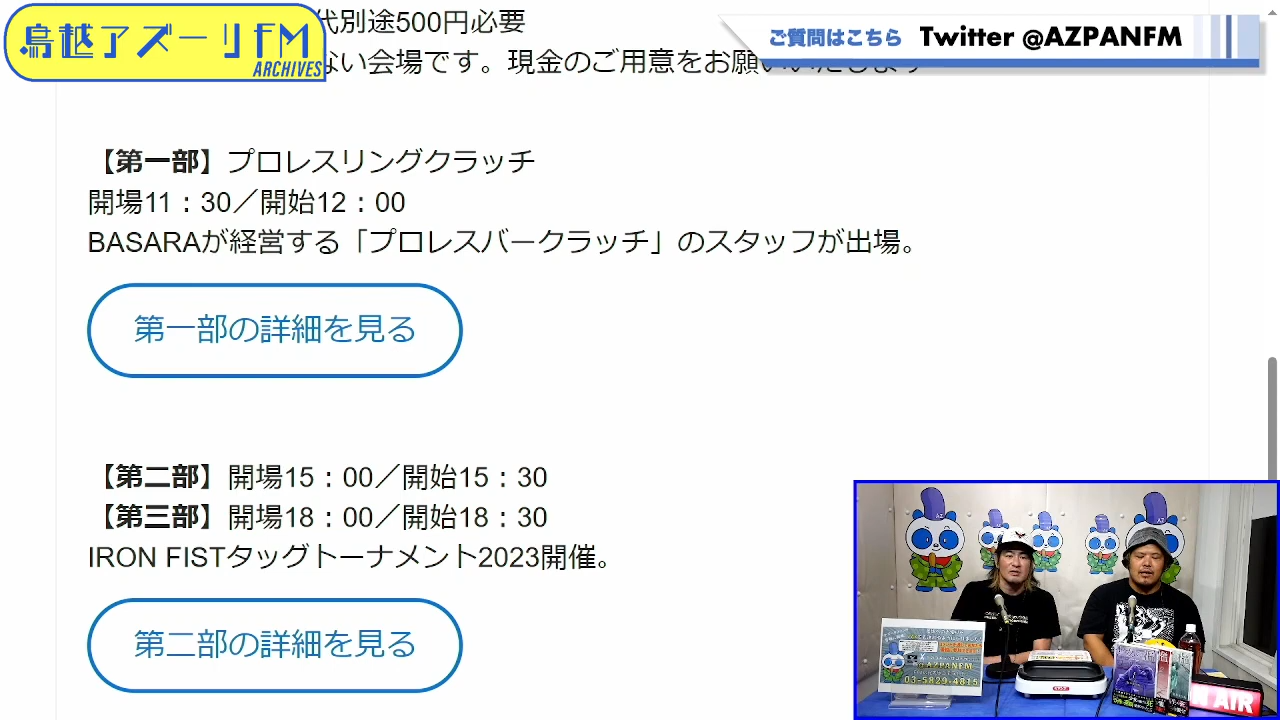 鳥越アズーリFM
ARCHIVES
代別途500円必要
ない会場です。現金のご用意をお願いいたします
ご質問はこちら Twitter @AZPANFM
【第一部】プロレスリングクラッチ
開場11：30／開始12：00
BASARAが経営する「プロレスバークラッチ」のスタッフが出場。
第一部の詳細を見る
【第二部】開場15：00／開始15：30
【第三部】開場18：00／開始18：30
IRON FISTタッグトーナメント2023開催。
第二部の詳細を見る
AZPANFM
03-5829-4815
AIR